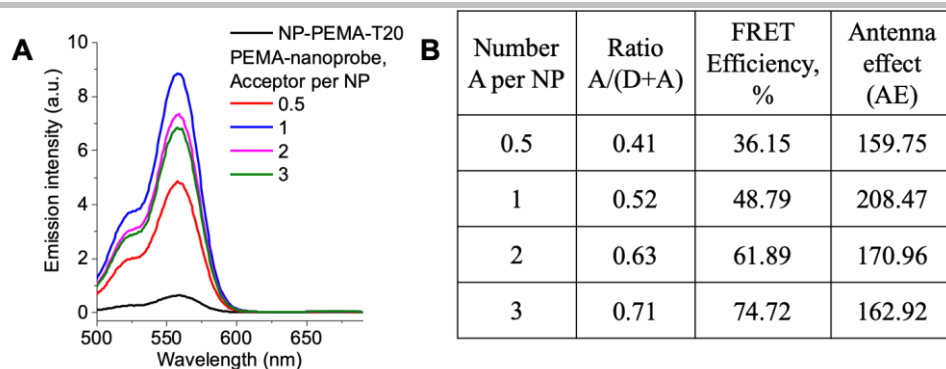 A
10
8
6
4
2
0
500
550
600
650
Emission intensity (a.u.)
Wavelength (nm)
NP-PEMA-T20
PEMA-nanoprobe,
Acceptor per NP
0.5
1
2
3
B
Number A per NP
Ratio A/(D+A)
FRET Efficiency, %
Antenna effect (AE)
0.5 0.41 36.15 159.75
1 0.52 48.79 208.47
2 0.63 61.89 170.96
3 0.71 74.72 162.92